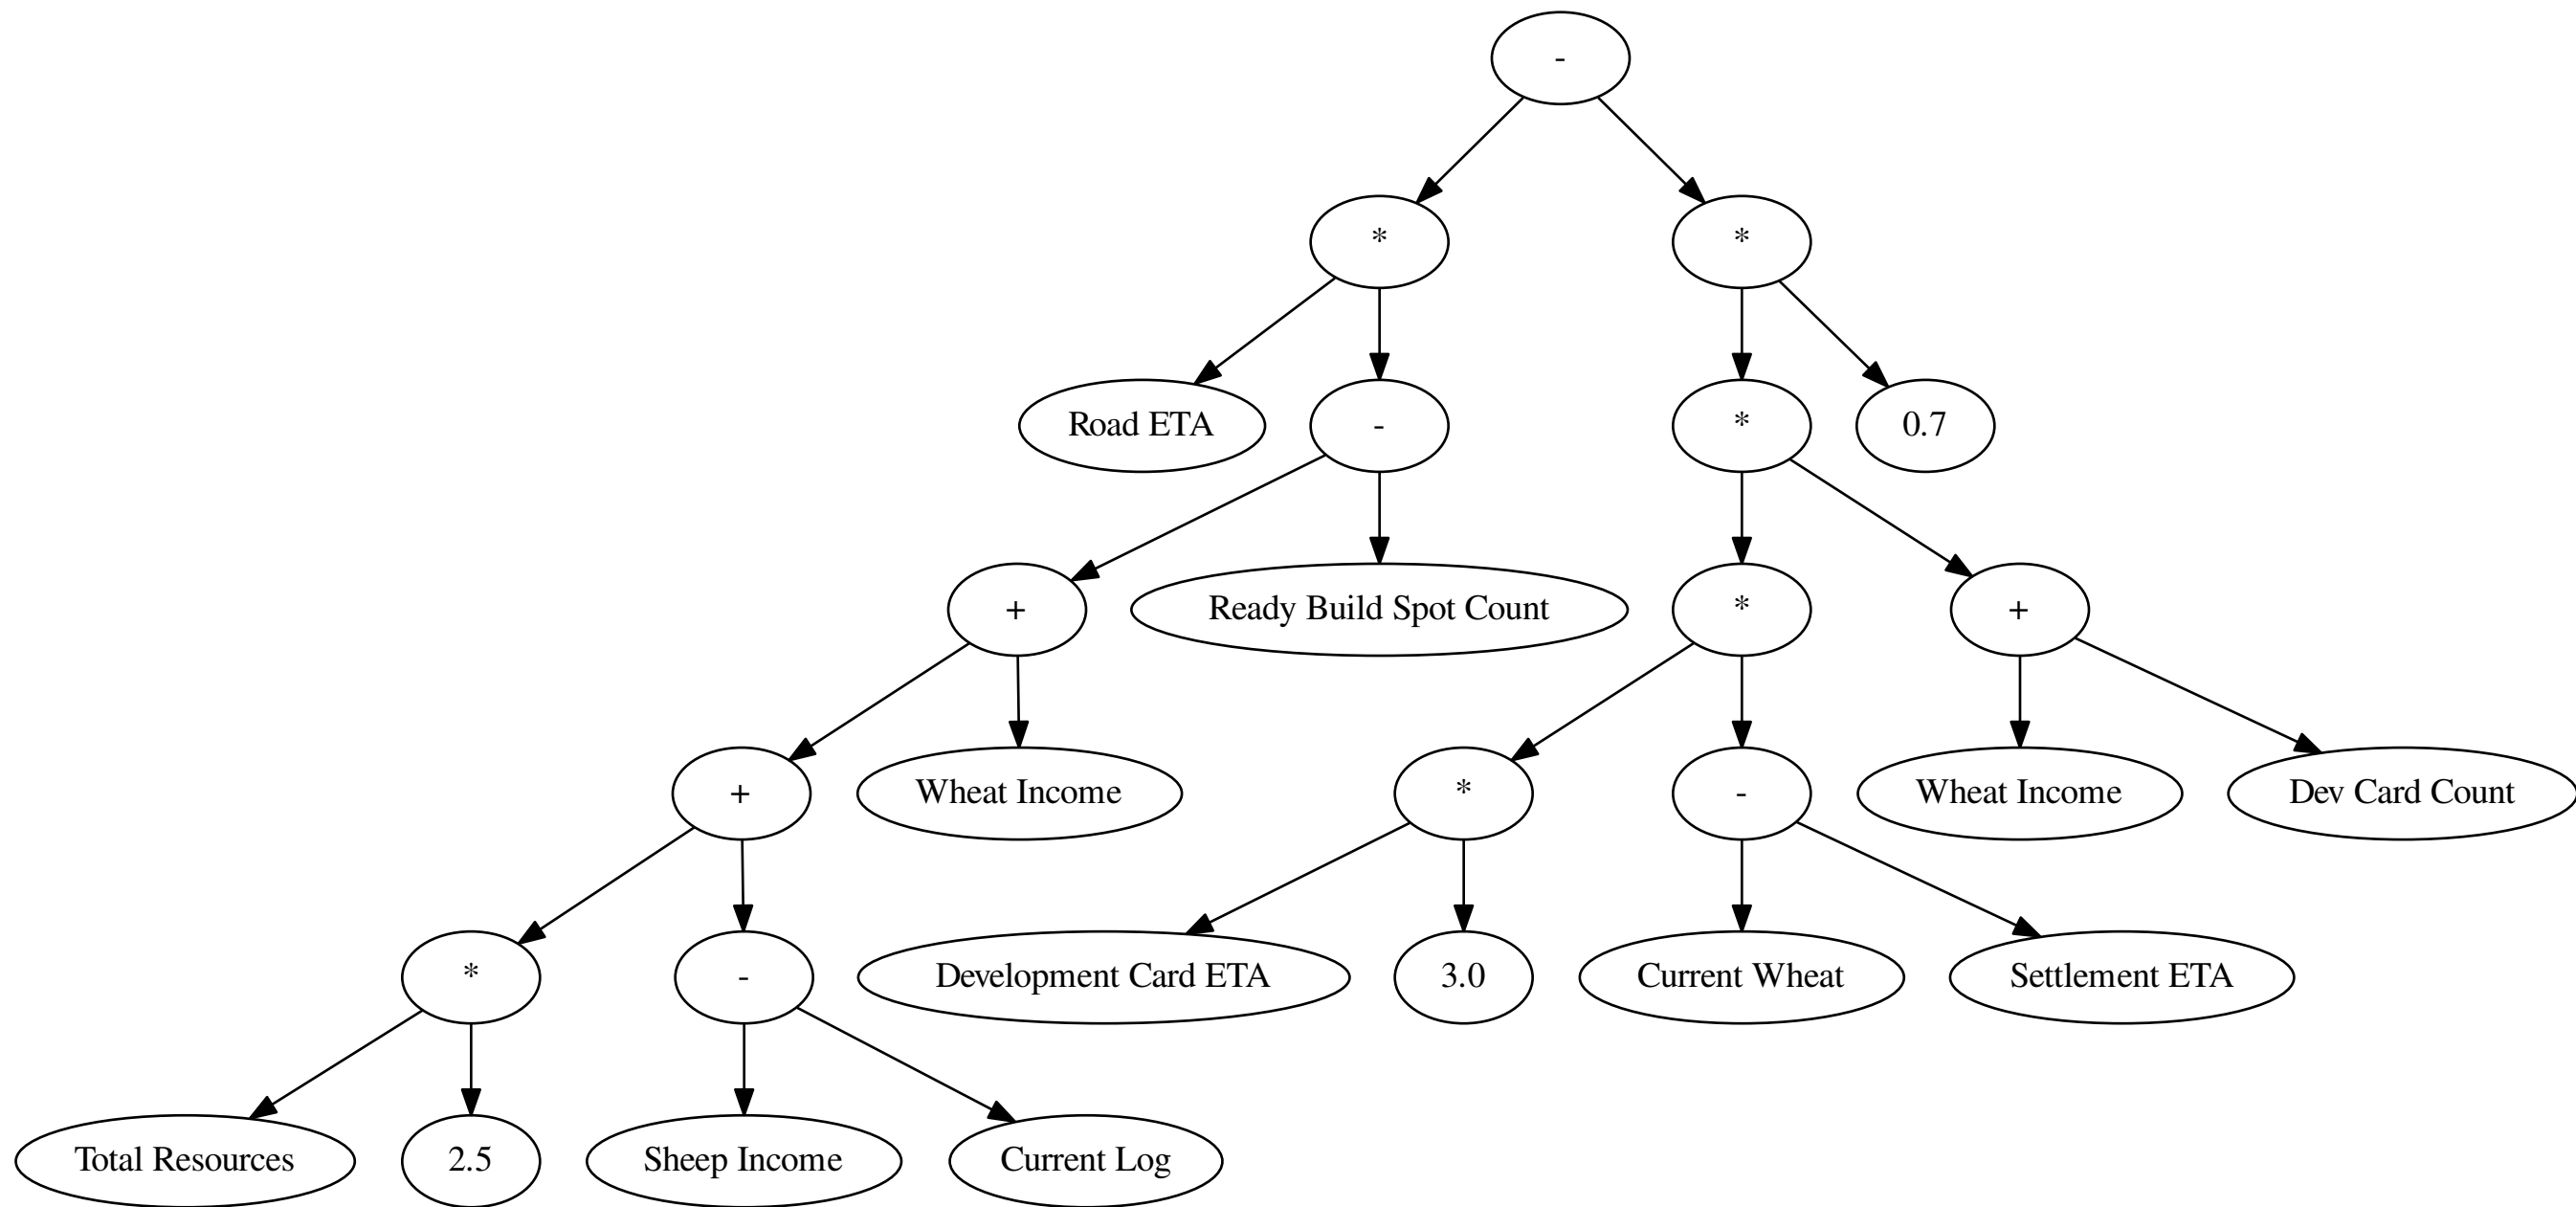 -
*
*
Road ETA
-
*
0.7
+
Ready Build Spot Count
*
+
+
Wheat Income
*
-
Wheat Income
Dev Card Count
*
-
Development Card ETA
3.0
Current Wheat
Settlement ETA
Total Resources
2.5
Sheep Income
Current Log